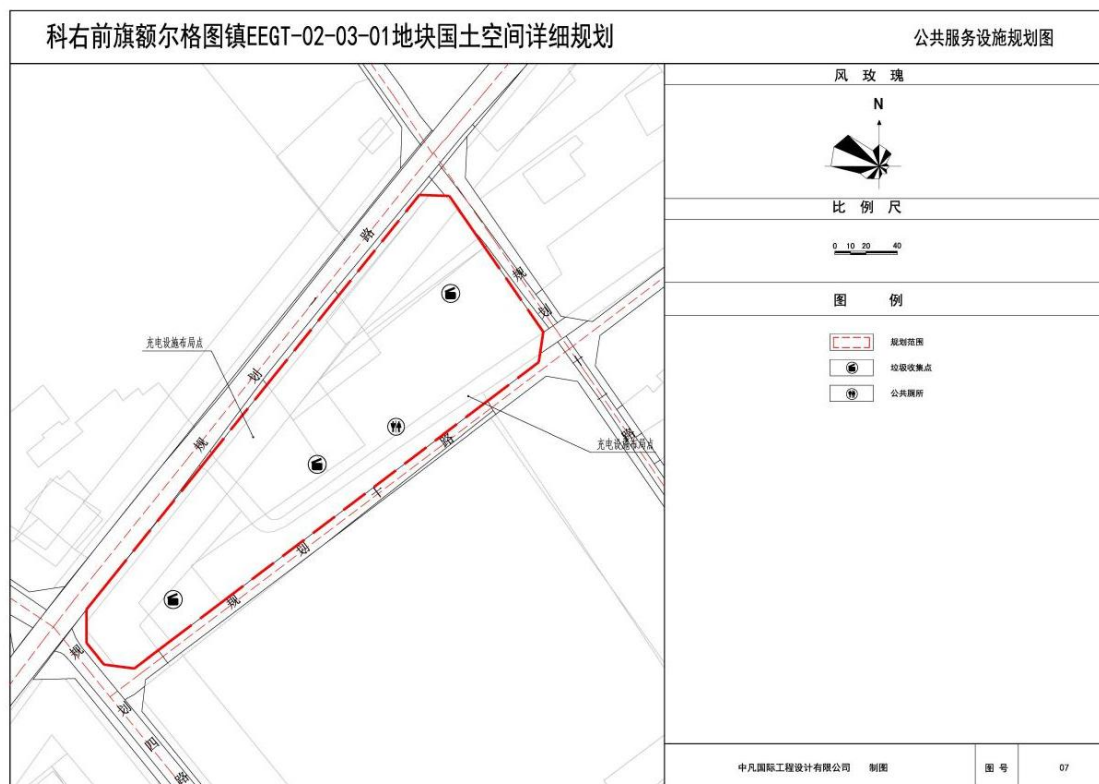 科右前旗额尔格图镇EEGT-02-03-01地块国土空间详细规划
公共服务设施规划图
风 玫 瑰
N
比 例 尺
0 10 20 40
图 例
规划范围
垃圾收集点
公共厕所
规划路
充电设施布局点
规划十路
充电设施布局点
规划十路
规划四路
中凡国际工程设计有限公司 制图
图 号
07